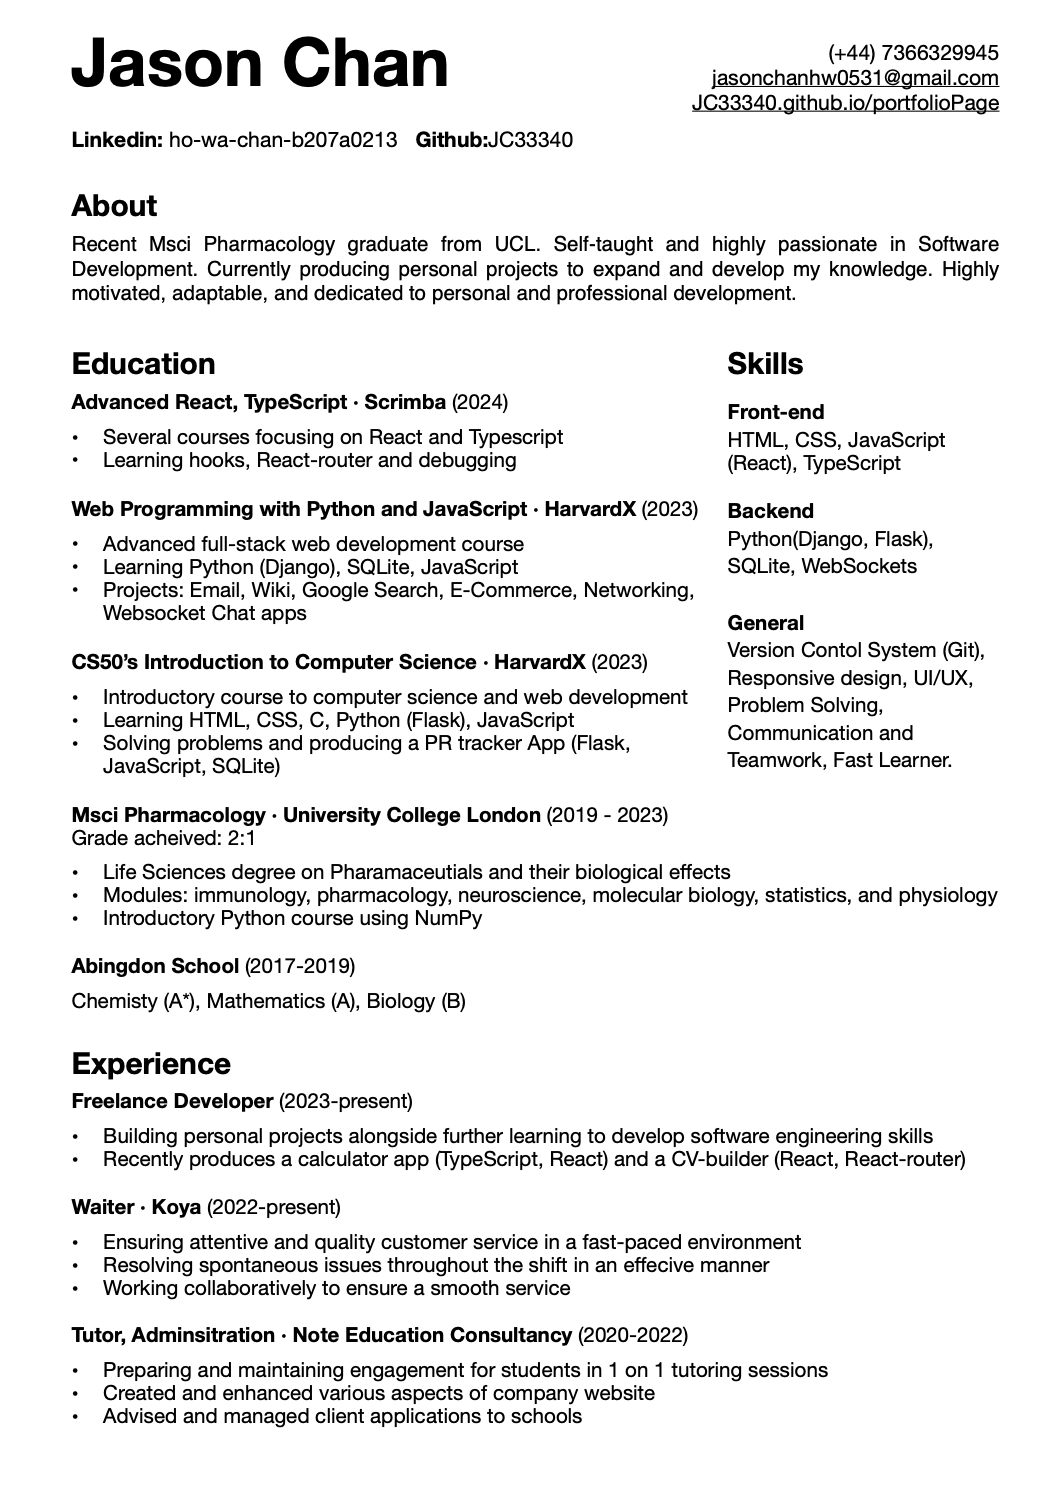 Jason Chan
(+44) 7366329945
jasonchanhw0531@gmail.com
JC33340.github.io/portfolioPage
Linkedin: ho-wa-chan-b207a0213 Github:JC33340
About
Recent Msci Pharmacology graduate from UCL. Self-taught and highly passionate in Software
Development. Currently producing personal projects to expand and develop my knowledge. Highly
motivated, adaptable, and dedicated to personal and professional development.
Education
Advanced React, TypeScript · Scrimba (2024)
• Several courses focusing on React and Typescript
• Learning hooks, React-router and debugging
Web Programming with Python and JavaScript · HarvardX (2023)
• Advanced full-stack web development course
• Learning Python (Django), SQLite, JavaScript
• Projects: Email, Wiki, Google Search, E-Commerce, Networking,
Websocket Chat apps
CS50’s Introduction to Computer Science · HarvardX (2023)
• Introductory course to computer science and web development
• Learning HTML, CSS, C, Python (Flask), JavaScript
• Solving problems and producing a PR tracker App (Flask,
JavaScript, SQLite)
Msci Pharmacology · University College London (2019 - 2023)
Grade acheived: 2:1
• Life Sciences degree on Pharamaceutials and their biological effects
• Modules: immunology, pharmacology, neuroscience, molecular biology, statistics, and physiology
• Introductory Python course using NumPy
Abingdon School (2017-2019)
Chemisty (A*), Mathematics (A), Biology (B)
Skills
Front-end
HTML, CSS, JavaScript
(React), TypeScript
Backend
Python(Django, Flask),
SQLite, WebSockets
General
Version Contol System (Git),
Responsive design, UI/UX,
Problem Solving,
Communication and
Teamwork, Fast Learner.
Experience
Freelance Developer (2023-present)
• Building personal projects alongside further learning to develop software engineering skills
• Recently produces a calculator app (TypeScript, React) and a CV-builder (React, React-router)
Waiter · Koya (2022-present)
• Ensuring attentive and quality customer service in a fast-paced environment
• Resolving spontaneous issues throughout the shift in an effecive manner
• Working collaboratively to ensure a smooth service
Tutor, Adminsitration · Note Education Consultancy (2020-2022)
• Preparing and maintaining engagement for students in 1 on 1 tutoring sessions
• Created and enhanced various aspects of company website
• Advised and managed client applications to schools